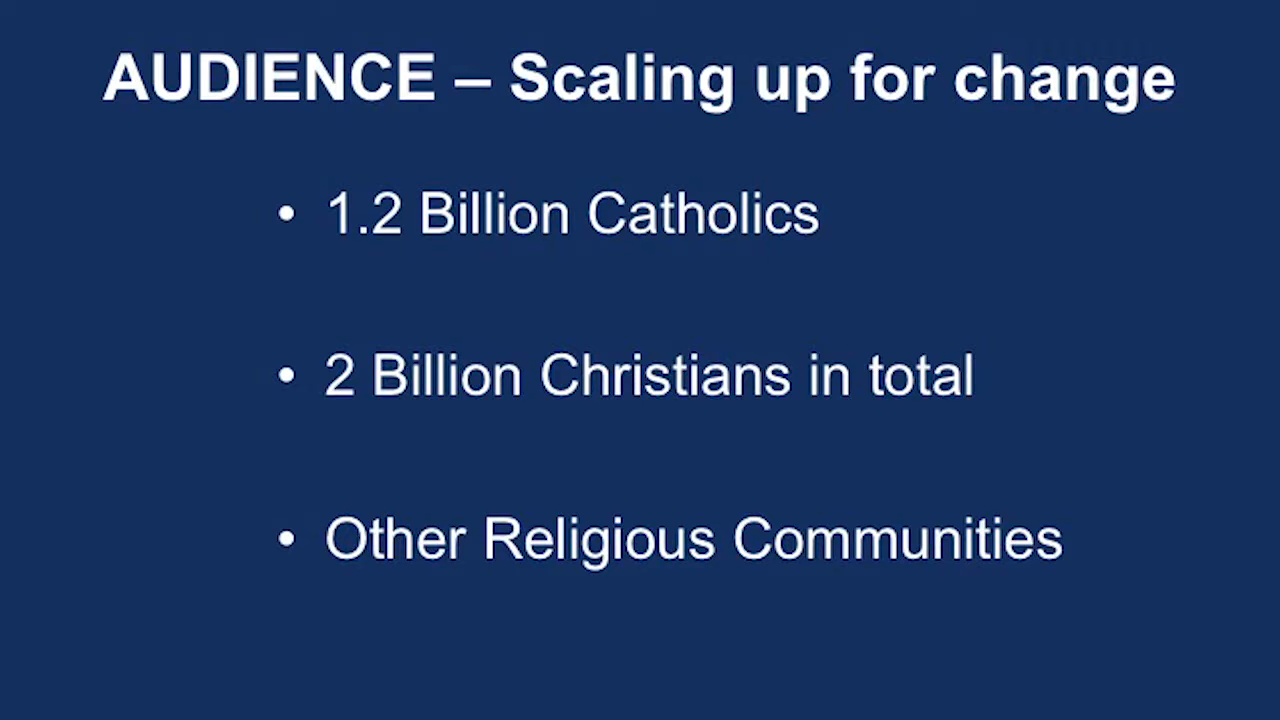 AUDIENCE – Scaling up for change
• 1.2 Billion Catholics
• 2 Billion Christians in total
• Other Religious Communities